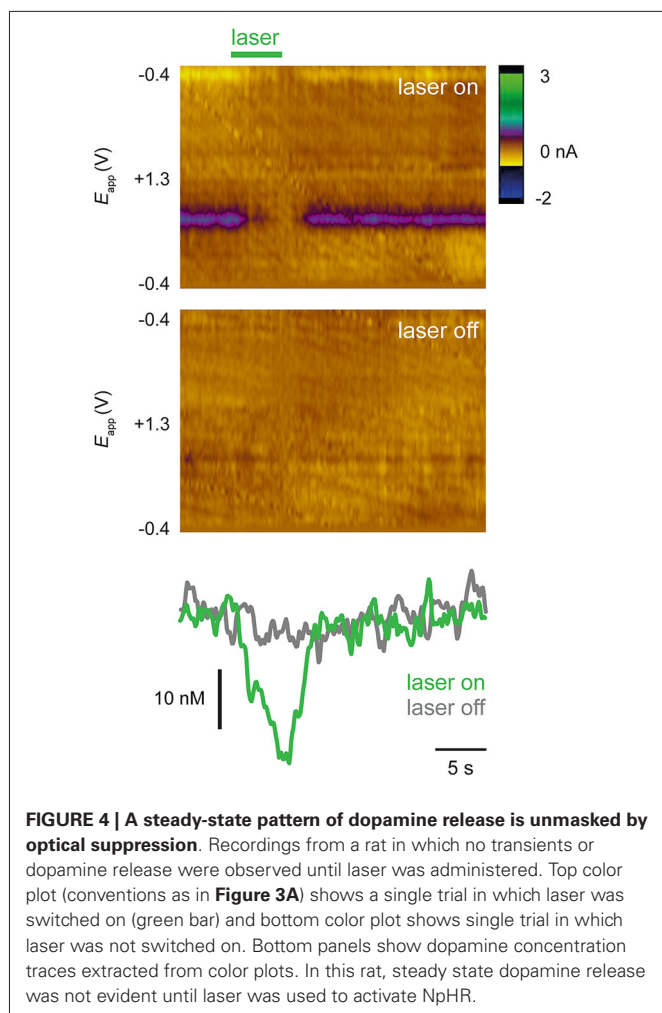 laser
-0.4
laser on
3
E app (V)
+1.3
0 nA
-2
-0.4
-0.4
laser off
E app (V)
+1.3
-0.4
10 nM
laser on
laser off
5 s
FIGURE 4 | A steady-state pattern of dopamine release is unmasked by
optical suppression. Recordings from a rat in which no transients or
dopamine release were observed until laser was administered. Top color
plot (conventions as in Figure 3A) shows a single trial in which laser was
switched on (green bar) and bottom color plot shows single trial in which
laser was not switched on. Bottom panels show dopamine concentration
traces extracted from color plots. In this rat, steady state dopamine release
was not evident until laser was used to activate NpHR.